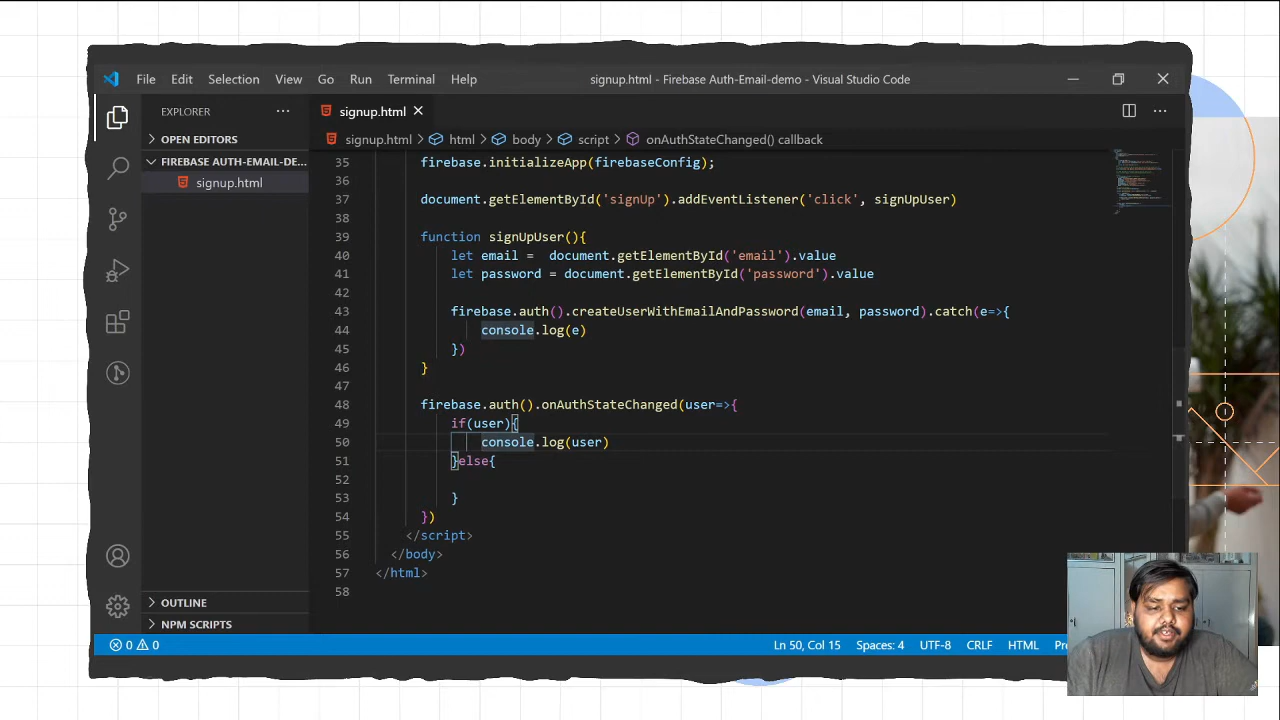 File Edit Selection View Go Run Terminal Help
signup.html - Firebase Auth-Email-demo - Visual Studio Code
EXPLORER
OPEN EDITORS
FIREBASE AUTH-EMAIL-DE...
signup.html
OUTLINE
NPM SCRIPTS
signup.html
signup.html > html > body > script > onAuthStateChanged() callback
35 firebase.initializeApp(firebaseConfig);
36
37 document.getElementById('signUp').addEventListener('click', signUpUser)
38
39 function signUpUser(){
40 let email = document.getElementById('email').value
41 let password = document.getElementById('password').value
42
43 firebase.auth().createUserWithEmailAndPassword(email, password).catch(e=>{
44 console.log(e)
45 })
46 }
47
48 firebase.auth().onAuthStateChanged(user=>{
49 if(user){
50 console.log(user)
51 }else{
52
53 }
54 })
55 </script>
56 </body>
57 </html>
58
0 0
Ln 50, Col 15 Spaces: 4 UTF-8 CRLF HTML